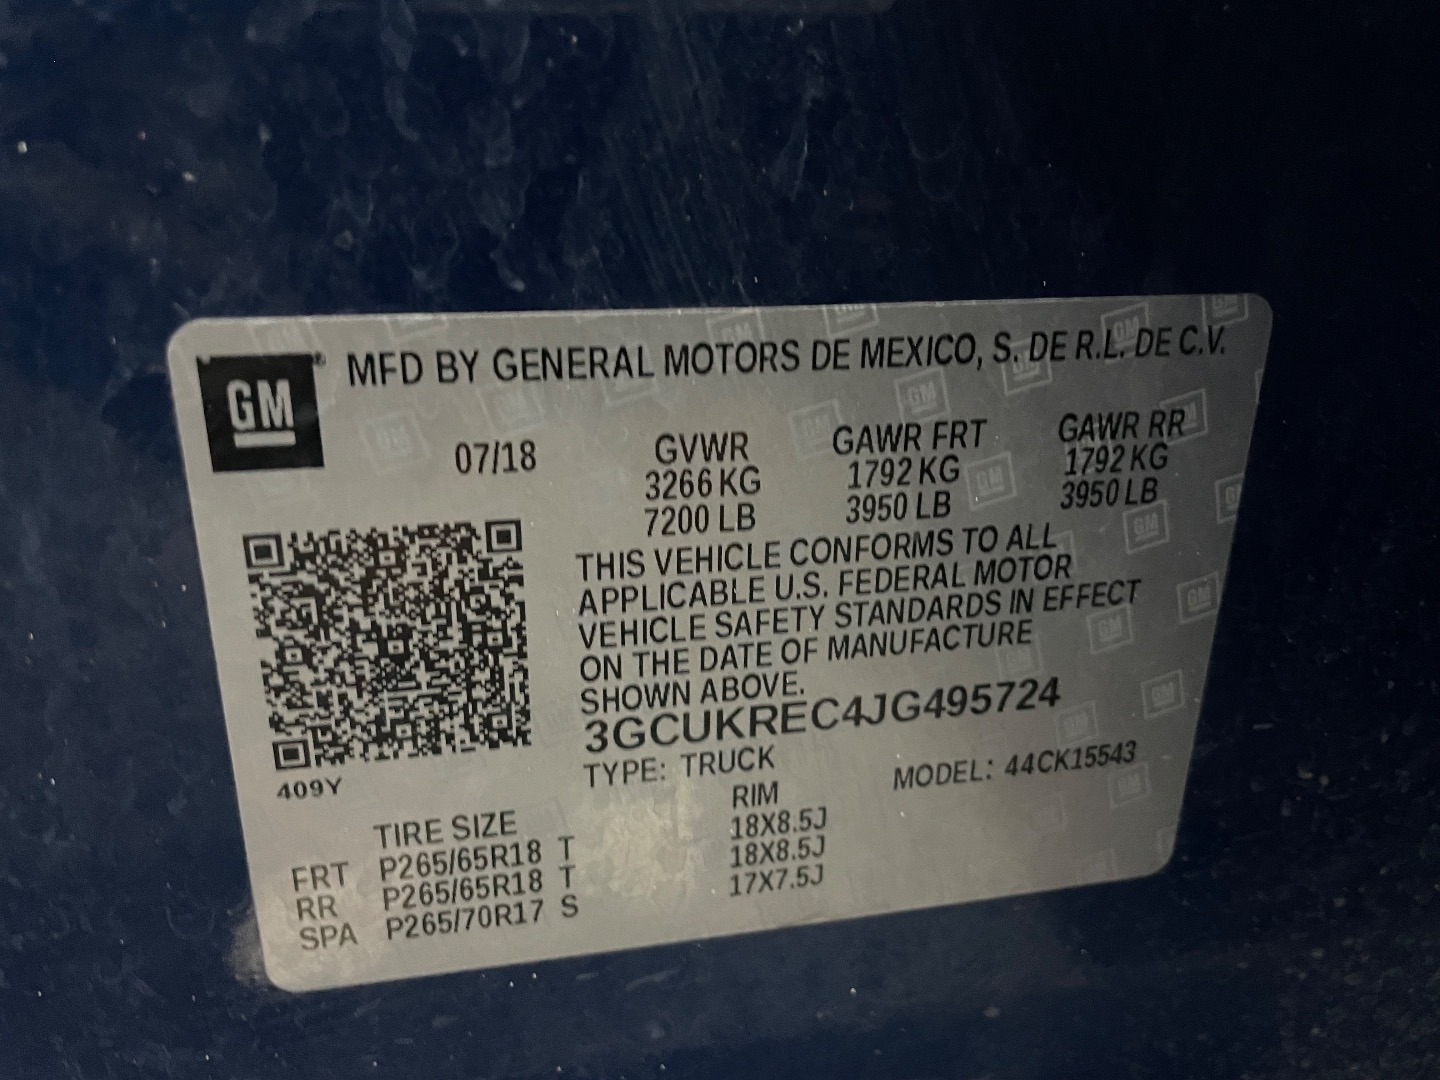 GM
MFD BY GENERAL MOTORS DE MEXICO, S. DE R.L. DE C.V.
07/18
GVWR GAWR FRT GAWR RR
3266 KG 1792 KG 1792 KG
7200 LB 3950 LB 3950 LB
THIS VEHICLE CONFORMS TO ALL
APPLICABLE U.S. FEDERAL MOTOR
VEHICLE SAFETY STANDARDS IN EFFECT
ON THE DATE OF MANUFACTURE
SHOWN ABOVE.
3GCUKREC4JG495724
TYPE: TRUCK MODEL: 44CK15543
409Y
TIRE SIZE RIM
FRT P265/65R18 T 18X8.5J
RR P265/65R18 T 18X8.5J
SPA P265/70R17 S 17X7.5J